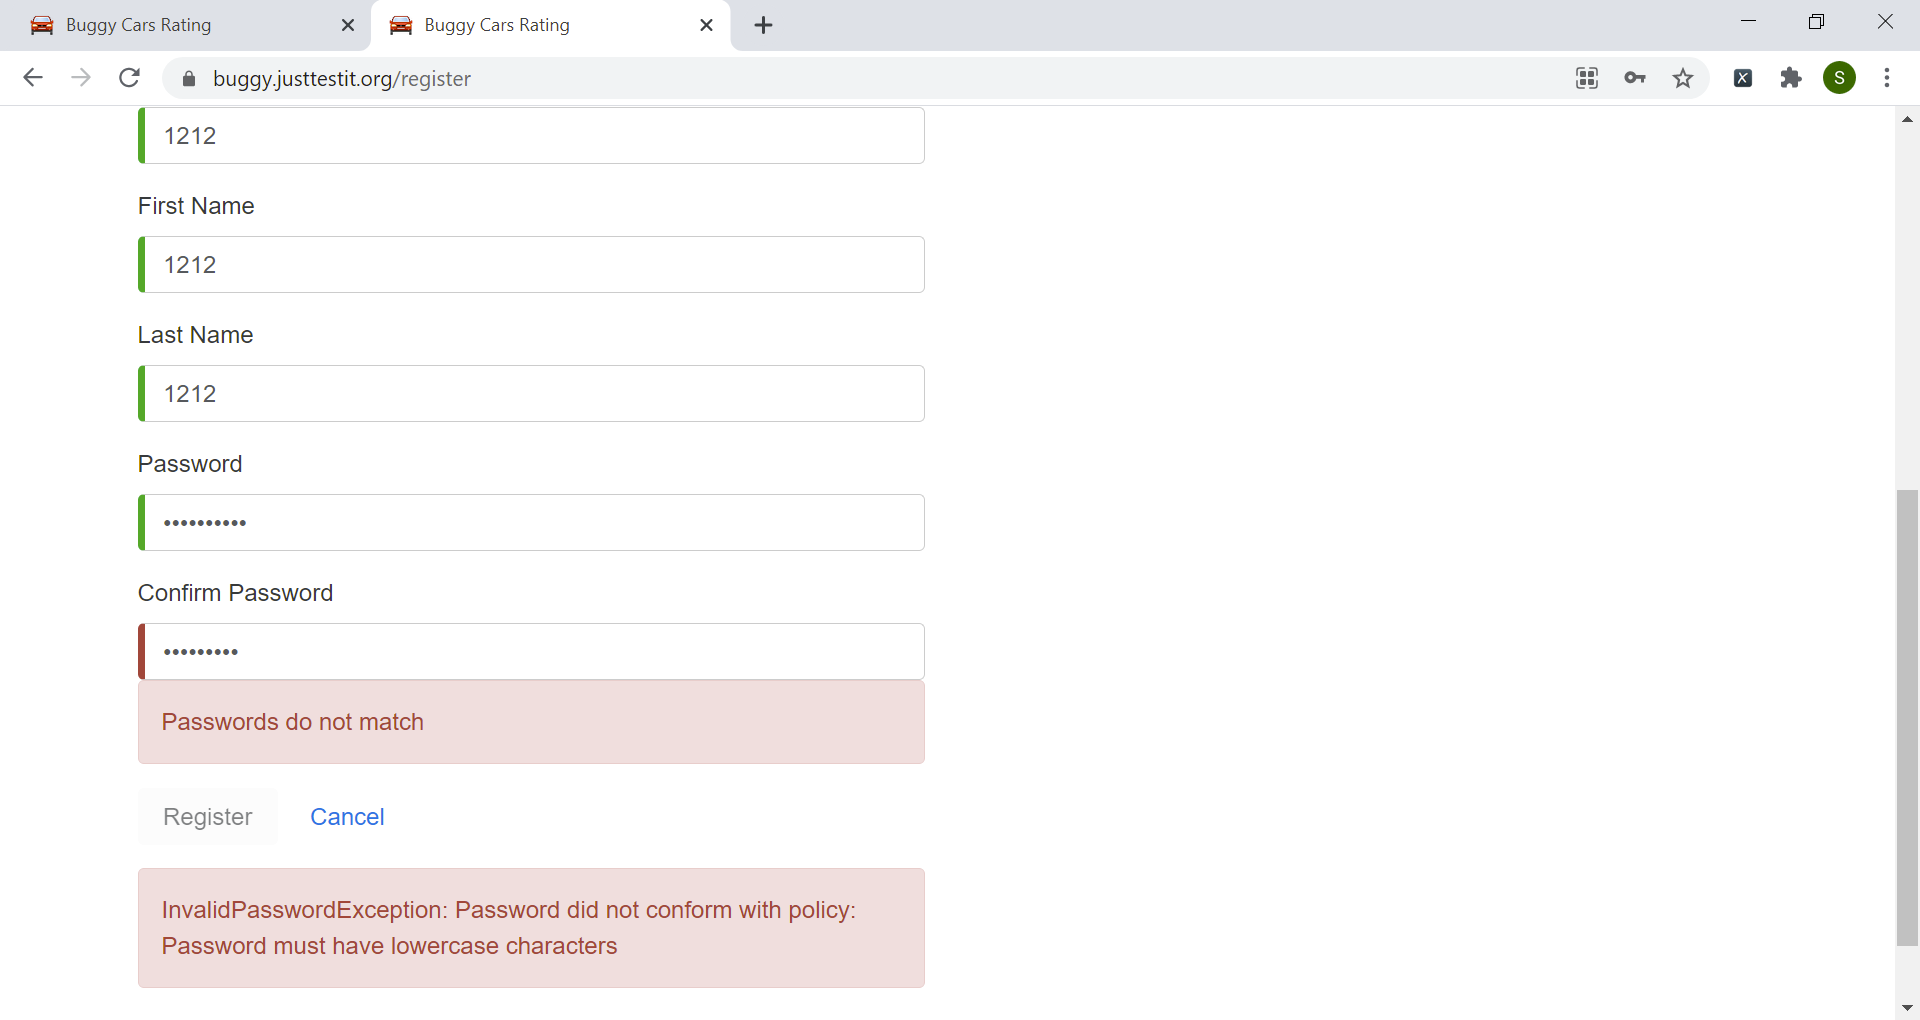 Buggy Cars Rating
Buggy Cars Rating
buggy.justtestit.org/register
X
S
1212
First Name
1212
Last Name
1212
Password
••••••••••
Confirm Password
•••••••••
Passwords do not match
Register
Cancel
InvalidPasswordException: Password did not conform with policy:
Password must have lowercase characters